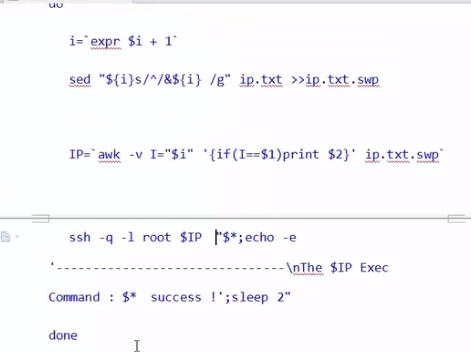 do
i=`expr $i + 1`
sed "${i}s/^/&${i} /g" ip.txt >>ip.txt.swp
IP=`awk -v I="$i" '{if(I==$1)print $2}' ip.txt.swp`
ssh -q -l root $IP "$*;echo -e
'-------------------------------\nThe $IP Exec
Command : $* success !';sleep 2"
done